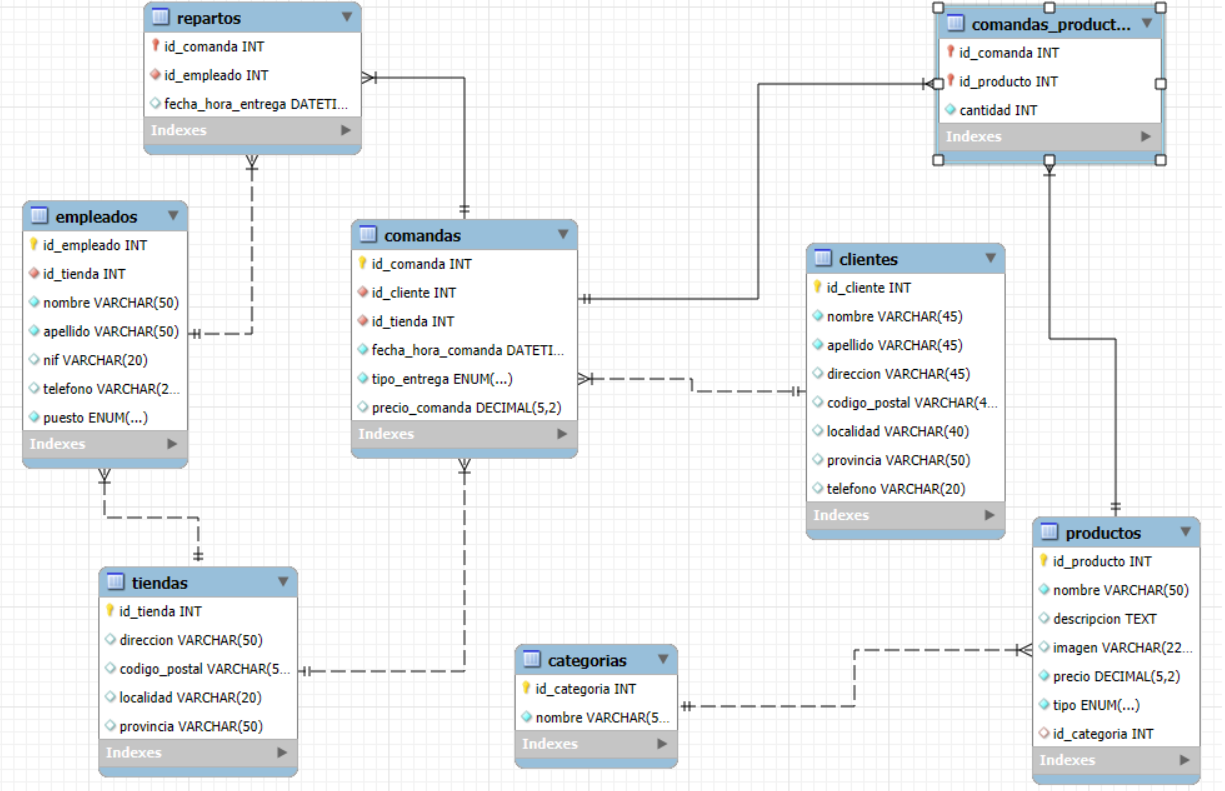 repartos
id_comanda INT
id_empleado INT
fecha_hora_entrega DATETI...
Indexes
comandas_product...
id_comanda INT
id_producto INT
cantidad INT
Indexes
empleados
id_empleado INT
id_tienda INT
nombre VARCHAR(50)
apellido VARCHAR(50)
nif VARCHAR(20)
telefono VARCHAR(2...
puesto ENUM(...)
Indexes
comandas
id_comanda INT
id_cliente INT
id_tienda INT
fecha_hora_comanda DATETI...
tipo_entrega ENUM(...)
precio_comanda DECIMAL(5,2)
Indexes
clientes
id_cliente INT
nombre VARCHAR(45)
apellido VARCHAR(45)
direccion VARCHAR(45)
codigo_postal VARCHAR(4...
localidad VARCHAR(40)
provincia VARCHAR(50)
telefono VARCHAR(20)
Indexes
tiendas
id_tienda INT
direccion VARCHAR(50)
codigo_postal VARCHAR(5...
localidad VARCHAR(20)
provincia VARCHAR(50)
Indexes
categorias
id_categoria INT
nombre VARCHAR(5...
Indexes
productos
id_producto INT
nombre VARCHAR(50)
descripcion TEXT
imagen VARCHAR(22...
precio DECIMAL(5,2)
tipo ENUM(...)
id_categoria INT
Indexes